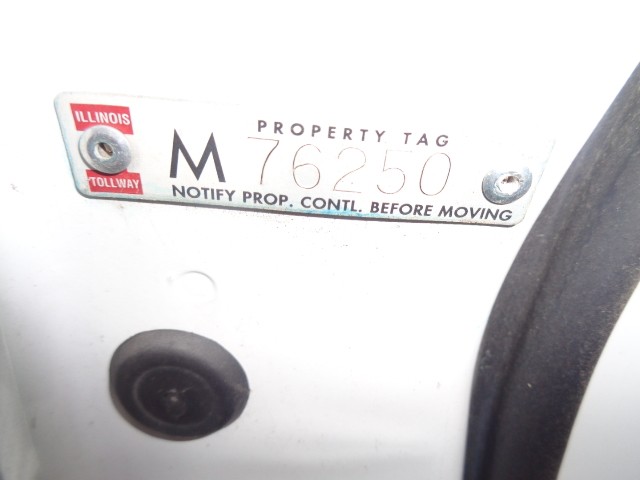 ILLINOIS
TOLLWAY
PROPERTY TAG
M 76250
NOTIFY PROP. CONTL. BEFORE MOVING